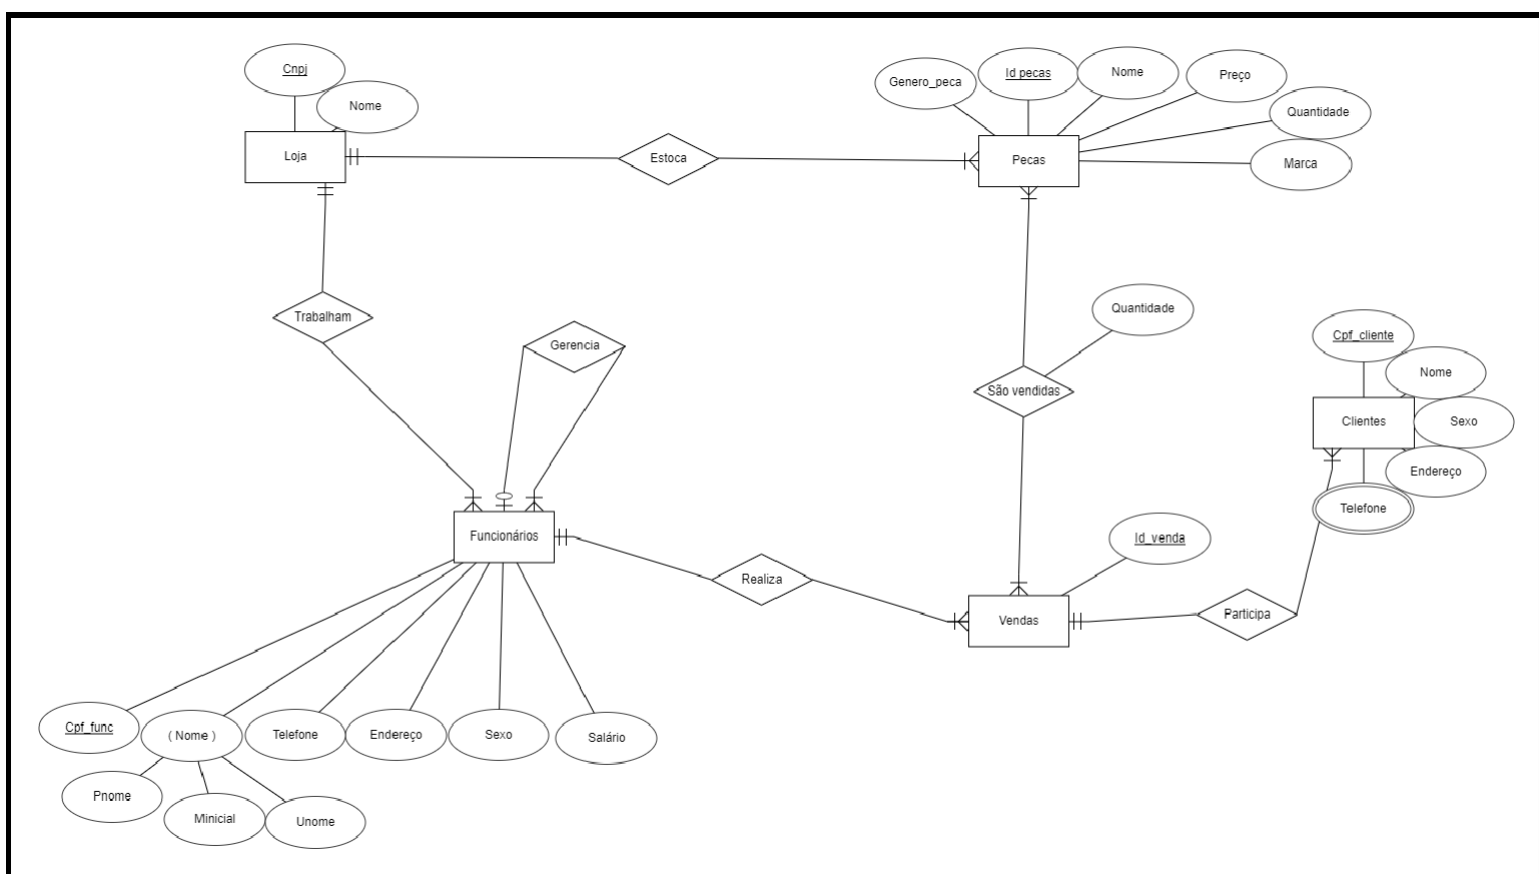 Cnpj
Nome
Loja
Estoca
Genero_peca
Id pecas
Nome
Preço
Quantidade
Marca
Pecas
Trabalham
Gerencia
Quantidade
São vendidas
Cpf_cliente
Nome
Clientes
Sexo
Endereço
Telefone
Funcionários
Realiza
Id_venda
Vendas
Participa
Cpf_func
( Nome )
Telefone
Endereço
Sexo
Salário
Pnome
Minicial
Unome